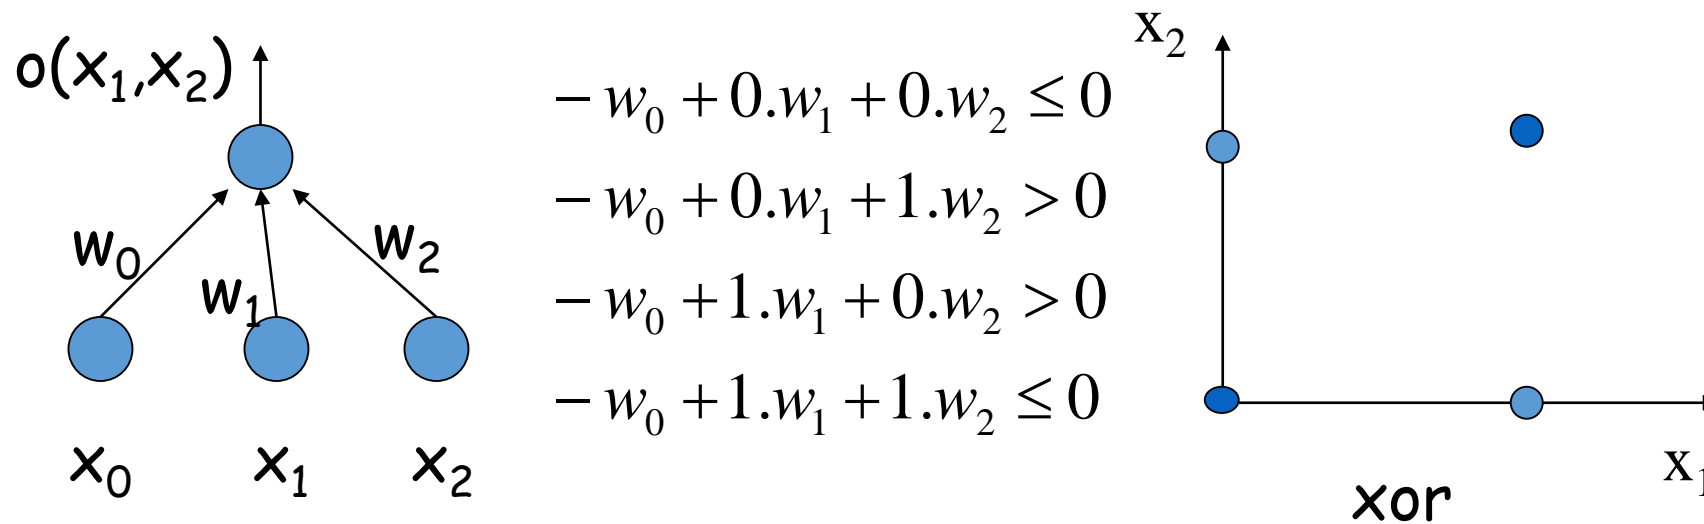 o(x₁,x₂)
w₀
w₁
w₂
x₀ x₁ x₂
− w₀ + 0.w₁ + 0.w₂ ≤ 0
− w₀ + 0.w₁ + 1.w₂ > 0
− w₀ + 1.w₁ + 0.w₂ > 0
− w₀ + 1.w₁ + 1.w₂ ≤ 0
x₂
x₁
xor